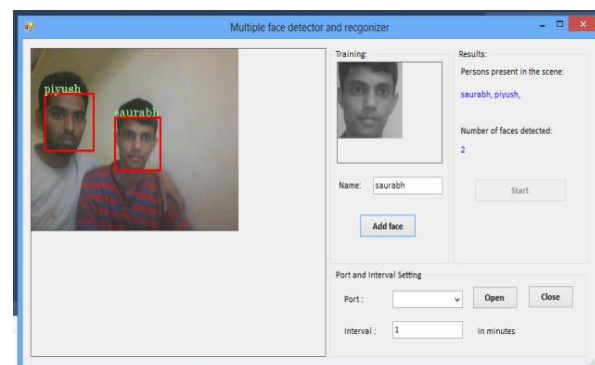 Multiple face detector and recgonizer
piyush
saurabh
Training:
Name: saurabh
Add face
Results:
Persons present in the scene:
saurabh, piyush,
Number of faces detected:
2
Start
Port and Interval Setting
Port :
Open
Close
Interval : 1 in minutes